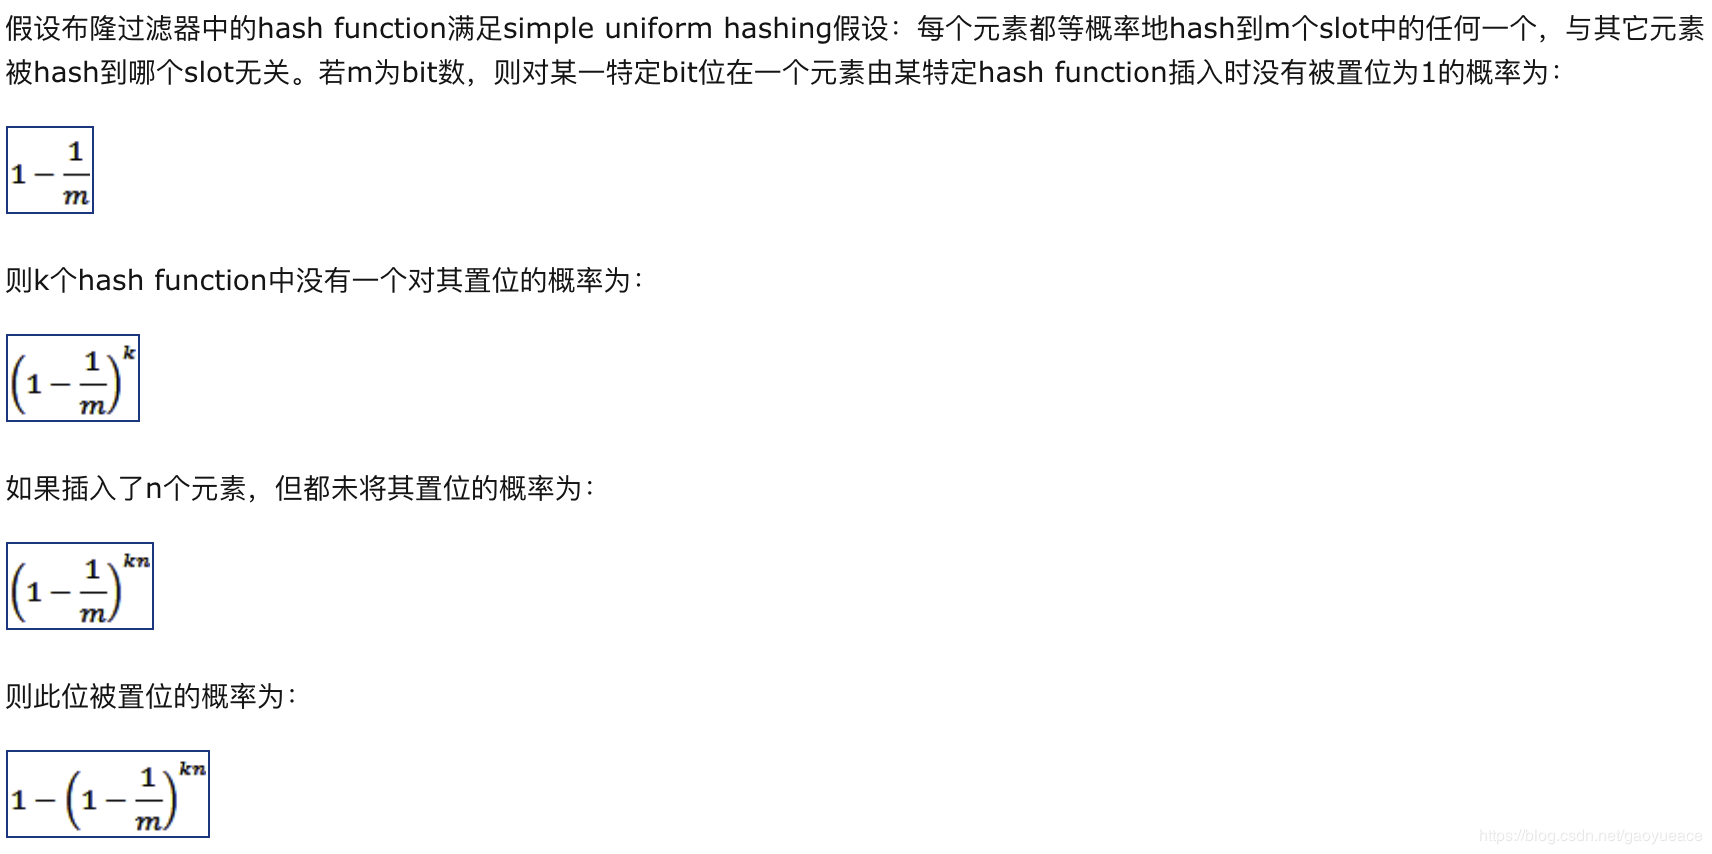 假设布隆过滤器中的hash function满足simple uniform hashing假设：每个元素都等概率地hash到m个slot中的任何一个，与其它元素
被hash到哪个slot无关。若m为bit数，则对某一特定bit位在一个元素由某特定hash function插入时没有被置位为1的概率为：
1 − 1/m
则k个hash function中没有一个对其置位的概率为：
(1 − 1/m)^k
如果插入了n个元素，但都未将其置位的概率为：
(1 − 1/m)^kn
则此位被置位的概率为：
1 − (1 − 1/m)^kn
https://blog.csdn.net/gaoyueace